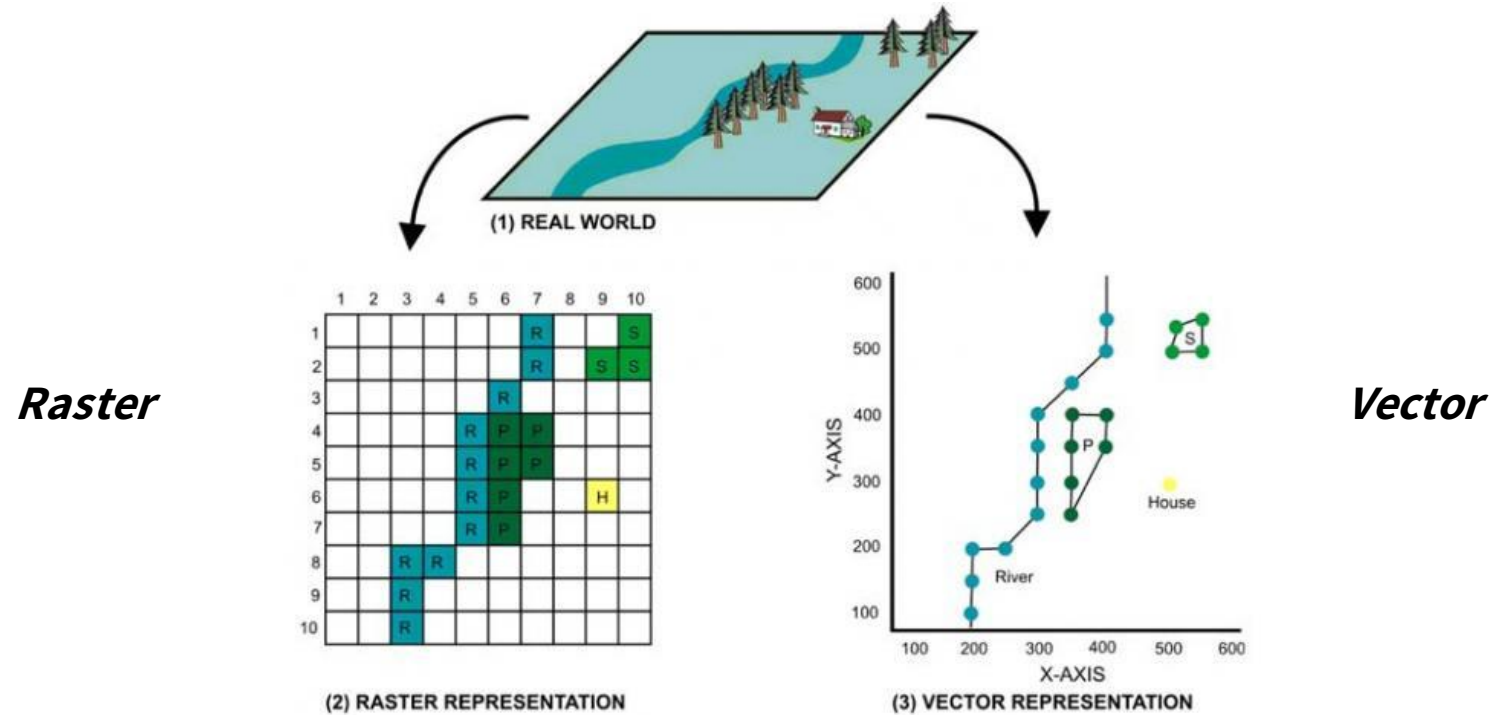 (1) REAL WORLD
Raster
Vector
1 2 3 4 5 6 7 8 9 10
1 R S
2 R S S
3 R
4 R P P
5 R P P
6 R P H
7 R P
8 R R
9 R
10 R
(2) RASTER REPRESENTATION
600
500
400
300
200
100
Y-AXIS
S
P
House
River
100 200 300 400 500 600
X-AXIS
(3) VECTOR REPRESENTATION